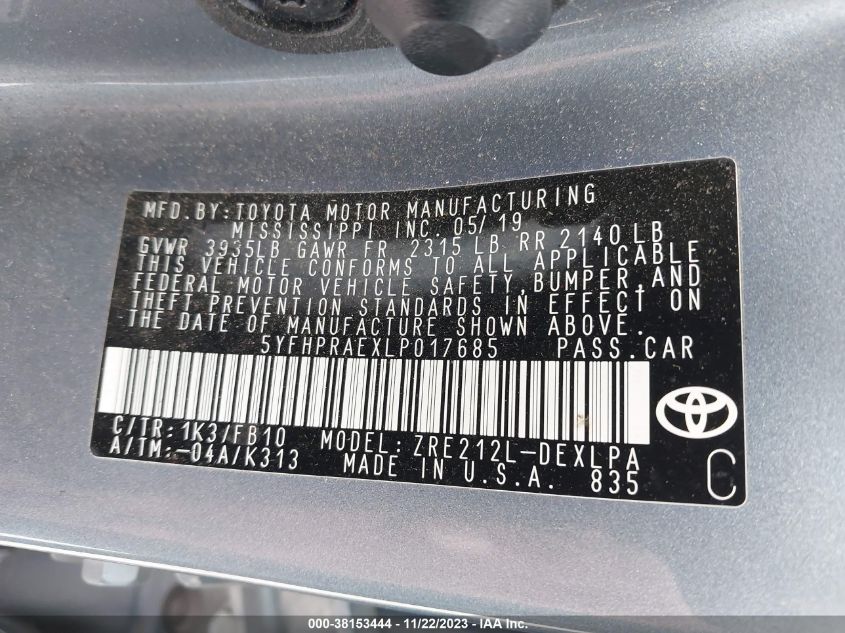 MFD.BY:TOYOTA MOTOR MANUFACTURING
MISSISSIPPI INC. 05/19
GVWR 3935LB GAWR FR 2315 LB RR 2140 LB
THIS VEHICLE CONFORMS TO ALL APPLICABLE
FEDERAL MOTOR VEHICLE SAFETY,BUMPER,AND
THEFT PREVENTION STANDARDS IN EFFECT ON
THE DATE OF MANUFACTURE SHOWN ABOVE.
5YFHPRAEXLP017685 PASS.CAR
C/TR: 1K3/FB10 MODEL: ZRE212L-DEXLPA
A/TM: -04A/K313 MADE IN U.S.A. 835 C
000-38153444 - 11/22/2023 - IAA Inc.